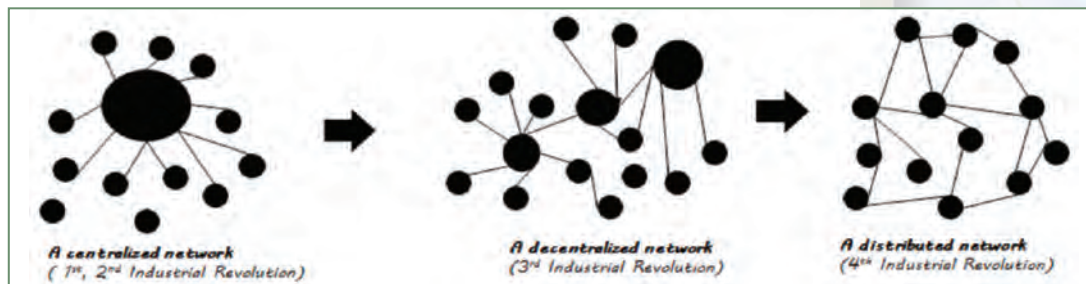 A centralized network
( 1st, 2nd Industrial Revolution)
A decentralized network
(3rd Industrial Revolution)
A distributed network
(4th Industrial Revolution)